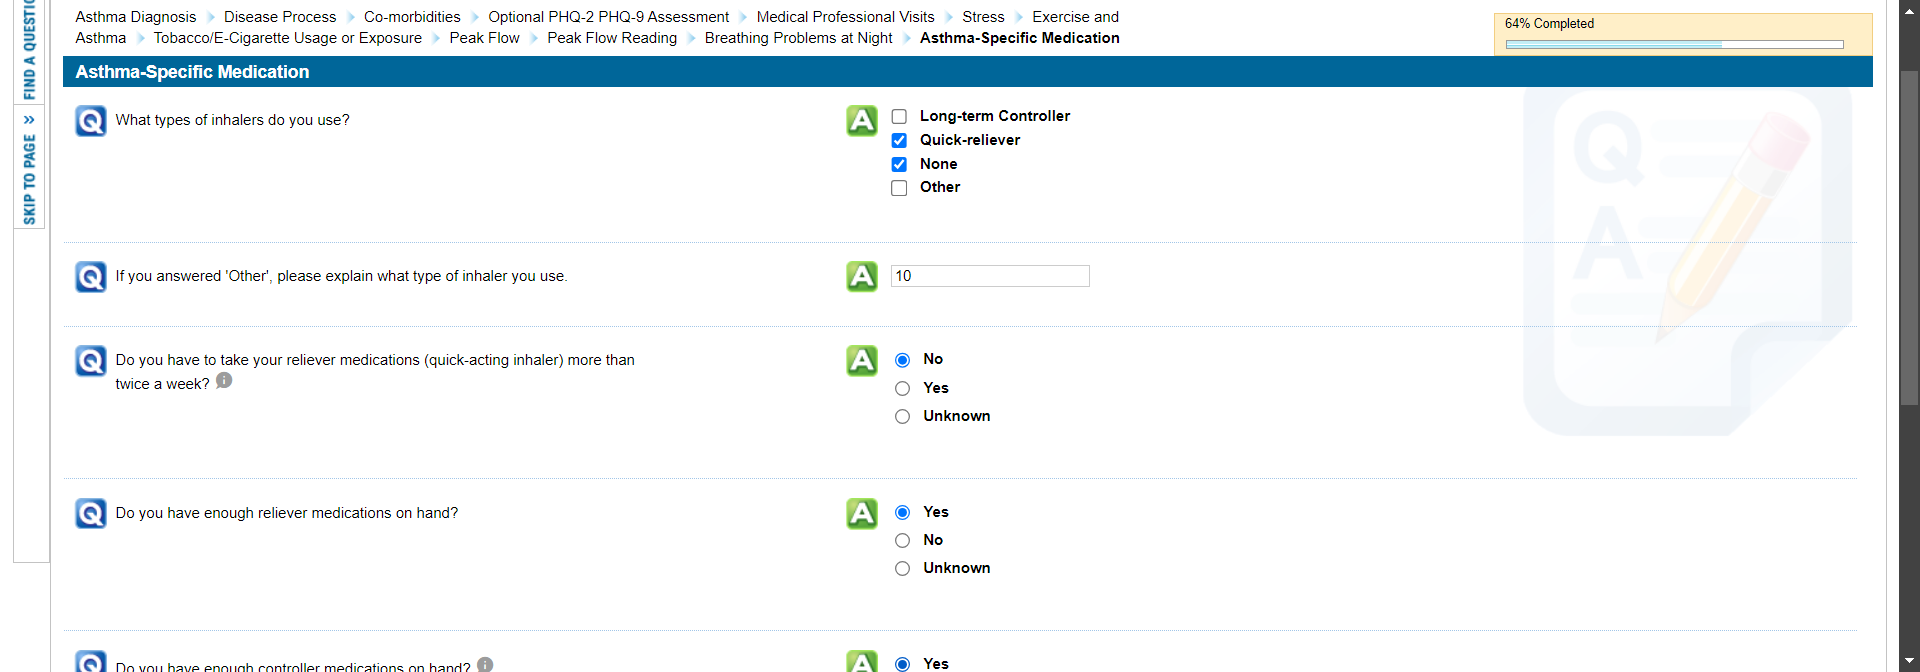 Asthma Diagnosis Disease Process Co-morbidities Optional PHQ-2 PHQ-9 Assessment Medical Professional Visits Stress Exercise and
Asthma Tobacco/E-Cigarette Usage or Exposure Peak Flow Peak Flow Reading Breathing Problems at Night Asthma-Specific Medication
64% Completed
FIND A QUESTIO
SKIP TO PAGE »
Asthma-Specific Medication
Q What types of inhalers do you use?
A Long-term Controller
Quick-reliever
None
Other
Q If you answered 'Other', please explain what type of inhaler you use.
A 10
Q Do you have to take your reliever medications (quick-acting inhaler) more than
twice a week? i
A No
Yes
Unknown
Q Do you have enough reliever medications on hand?
A Yes
No
Unknown
Q Do you have enough controller medications on hand? i
A Yes
Q
A